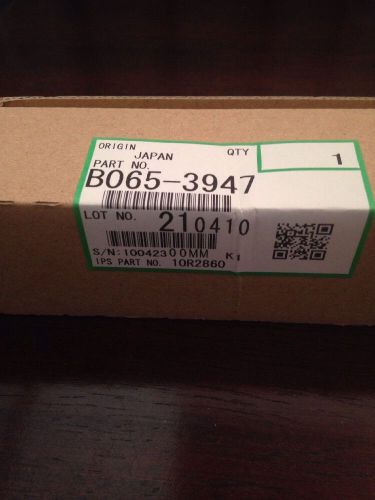 ORIGIN
JAPAN
QTY
1
PART NO.
B065-3947
LOT NO. 210410
S/N:10042300MM K1
IPS PART NO. 10R2860